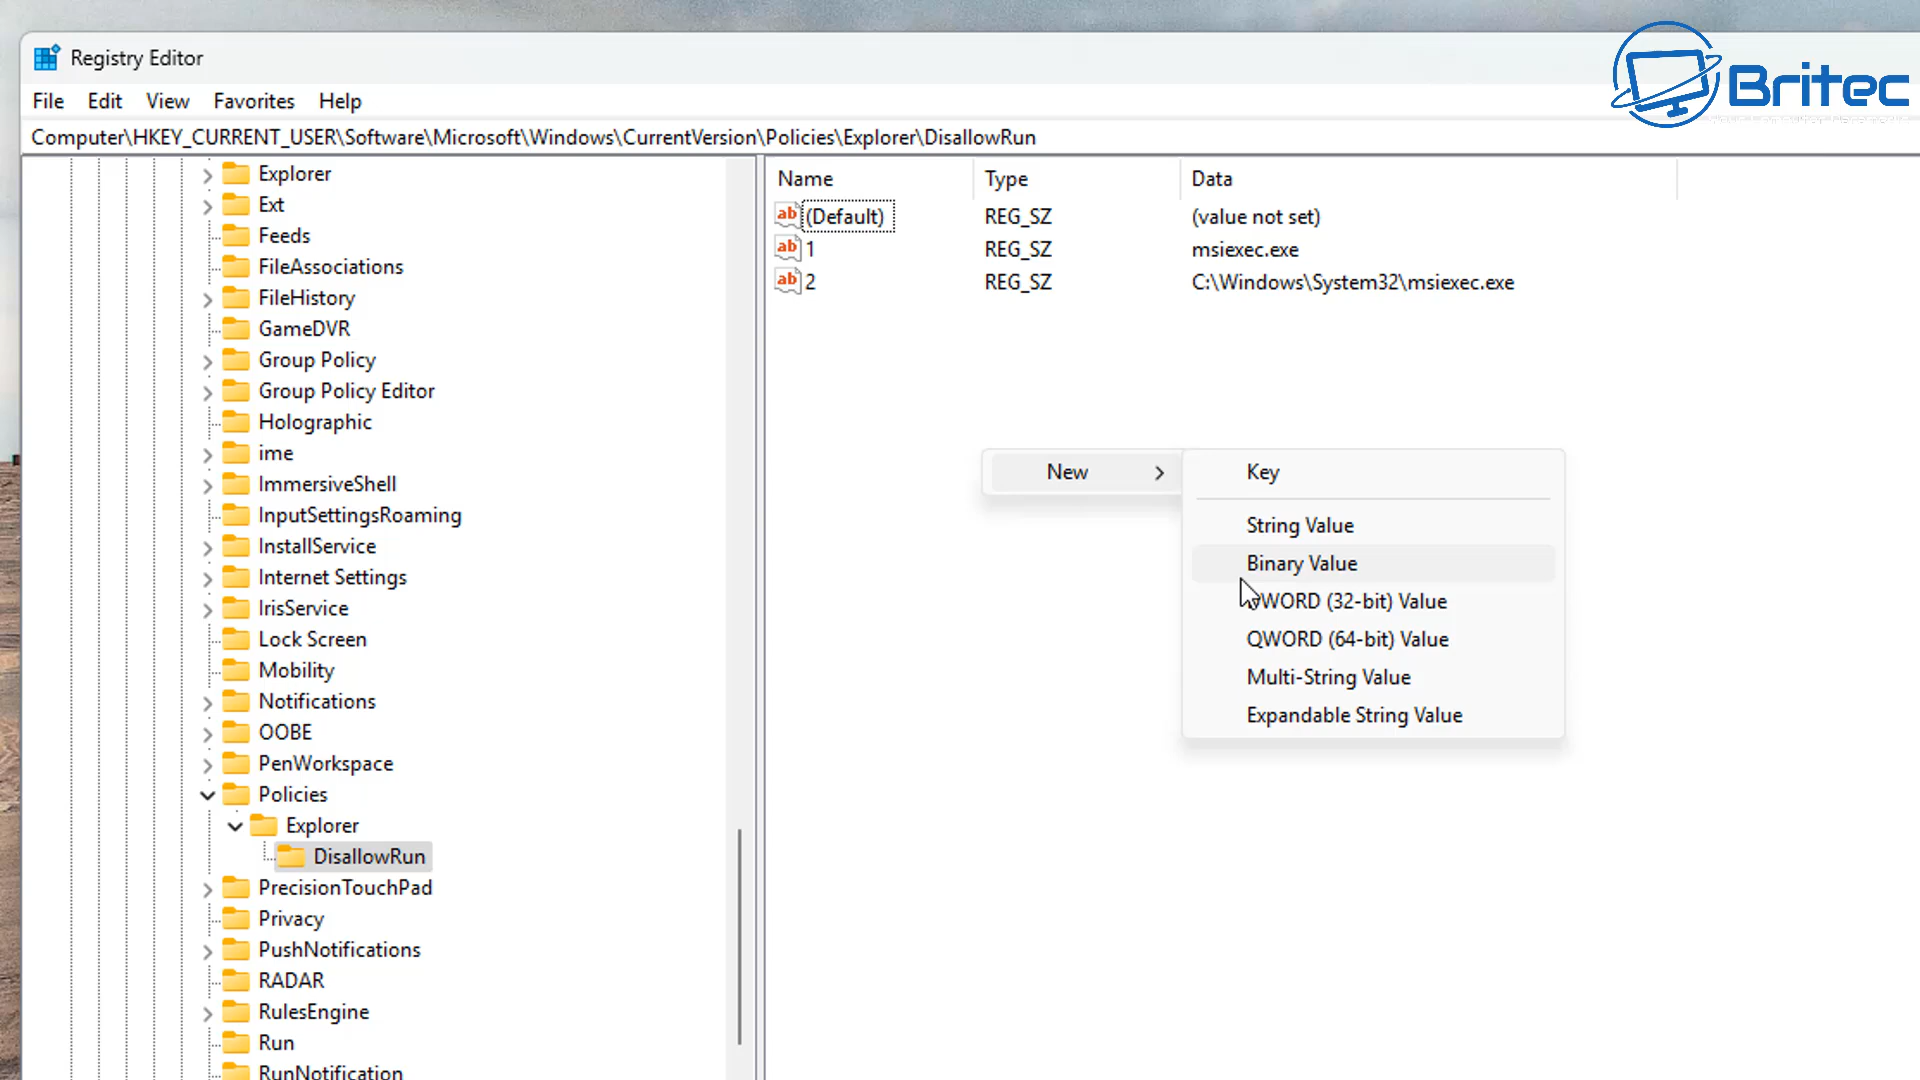 Registry Editor
Britec
File Edit View Favorites Help
Computer\HKEY_CURRENT_USER\Software\Microsoft\Windows\CurrentVersion\Policies\Explorer\DisallowRun
Explorer
Ext
Feeds
FileAssociations
FileHistory
GameDVR
Group Policy
Group Policy Editor
Holographic
ime
ImmersiveShell
InputSettingsRoaming
InstallService
Internet Settings
IrisService
Lock Screen
Mobility
Notifications
OOBE
PenWorkspace
Policies
Explorer
DisallowRun
PrecisionTouchPad
Privacy
PushNotifications
RADAR
RulesEngine
Run
RunNotification
Name Type Data
ab (Default) REG_SZ (value not set)
ab 1 REG_SZ msiexec.exe
ab 2 REG_SZ C:\Windows\System32\msiexec.exe
New
Key
String Value
Binary Value
WORD (32-bit) Value
QWORD (64-bit) Value
Multi-String Value
Expandable String Value